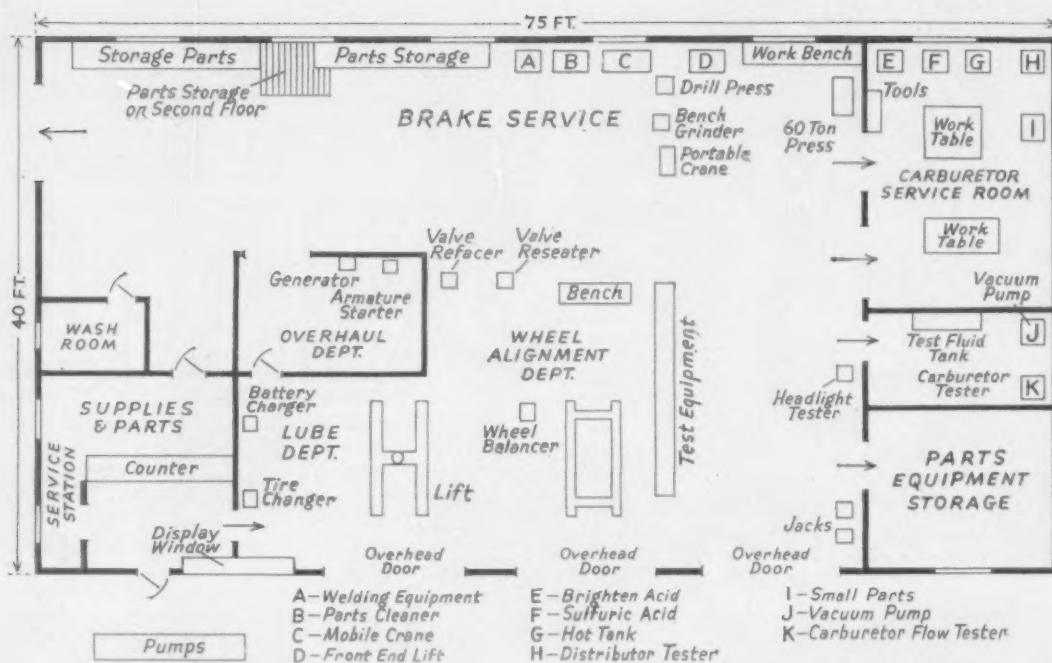 75 FT.
40 FT.
Storage Parts
Parts Storage
A
B
C
D
Work Bench
E
F
G
H
Parts Storage
on Second Floor
Drill Press
Tools
BRAKE SERVICE
Bench
Grinder
60 Ton
Press
Work
Table
I
Portable
Crane
CARBURETOR
SERVICE ROOM
Valve
Refacer
Valve
Reseater
Work
Table
Generator
Armature
Starter
Bench
Vacuum
Pump
WASH
ROOM
OVERHAUL
DEPT.
WHEEL
ALIGNMENT
DEPT.
Test Equipment
Test Fluid
Tank
J
Carburetor
Tester
K
Headlight
Tester
SUPPLIES
& PARTS
Battery
Charger
LUBE
DEPT.
Wheel
Balancer
Counter
SERVICE
STATION
Tire
Changer
Lift
PARTS
EQUIPMENT
STORAGE
Jacks
Display
Window
Overhead
Door
Overhead
Door
Overhead
Door
A-Welding Equipment
B-Parts Cleaner
C-Mobile Crane
D-Front End Lift
E-Brighten Acid
F-Sulfuric Acid
G-Hot Tank
H-Distributor Tester
I-Small Parts
J-Vacuum Pump
K-Carburetor Flow Tester
Pumps